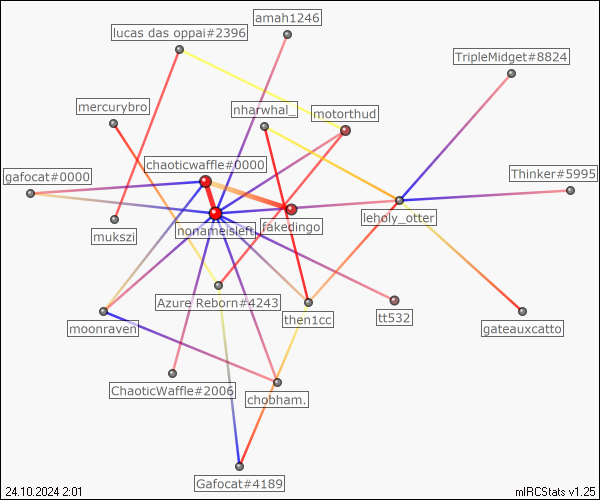 amah1246
lucas das oppai#2396
TripleMidget#8824
mercurybro
nharwhal_
motorthud
chaoticwaffle#0000
gafocat#0000
Thinker#5995
leholy_otter
mukszi
nonameisleft
fakedingo
Azure Reborn#4243
then1cc
tt532
moonraven
gateauxcatto
ChaoticWaffle#2006
chobham.
Gafocat#4189
24.10.2024 2:01
mIRCStats v1.25